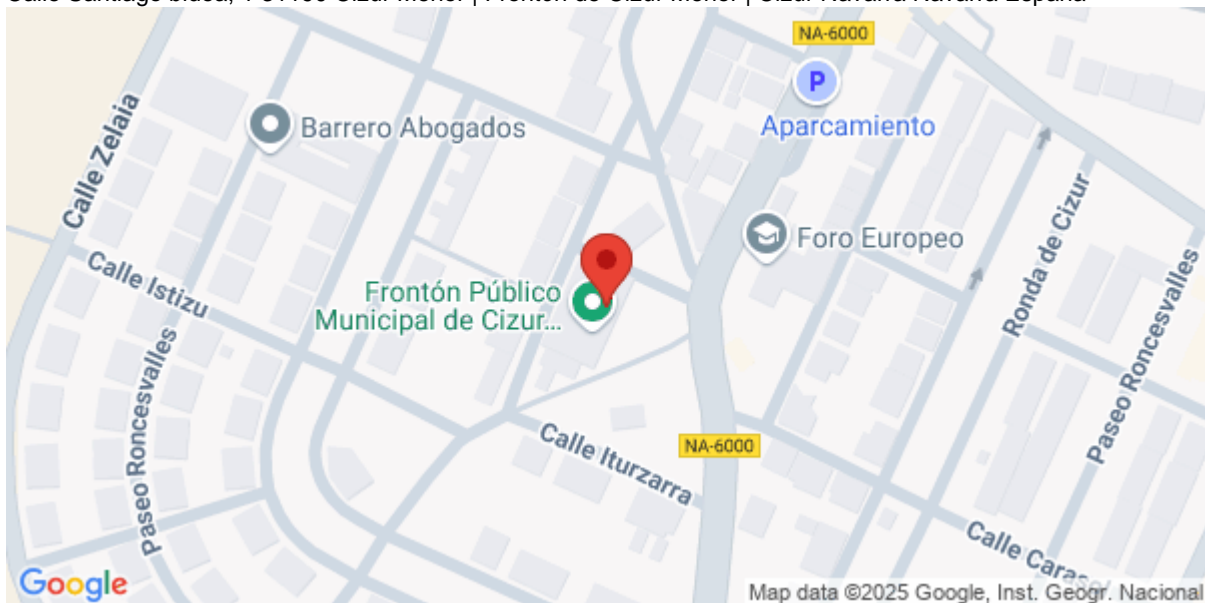 NA-6000
P
Aparcamiento
Barrero Abogados
Calle Zelaia
Foro Europeo
Ronda de Cizur
Calle Istizu
Frontón Público
Municipal de Cizur...
Paseo Roncesvalles
Paseo Roncesvalles
Calle Iturzarra
NA-6000
Calle Carasol
Google
Map data ©2025 Google, Inst. Geogr. Nacional